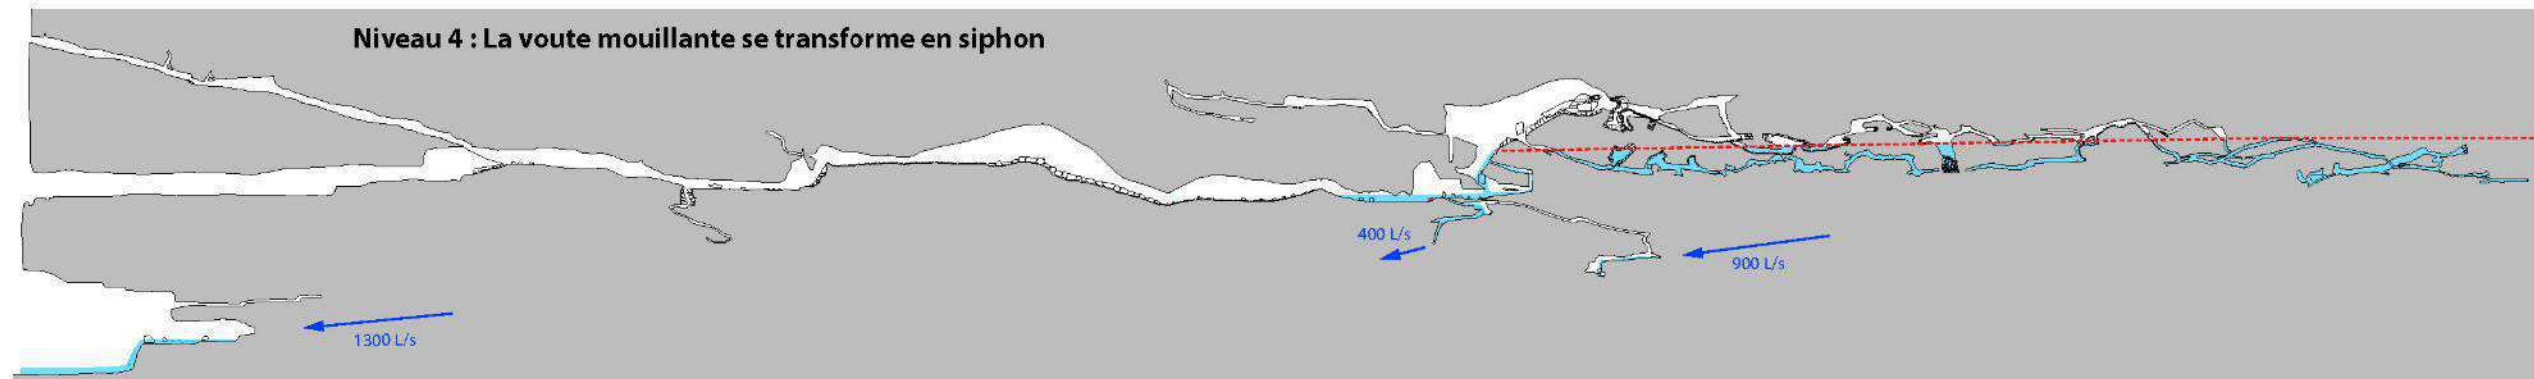 Niveau 4 : La voute mouillante se transforme en siphon
400 L/s
900 L/s
1300 L/s